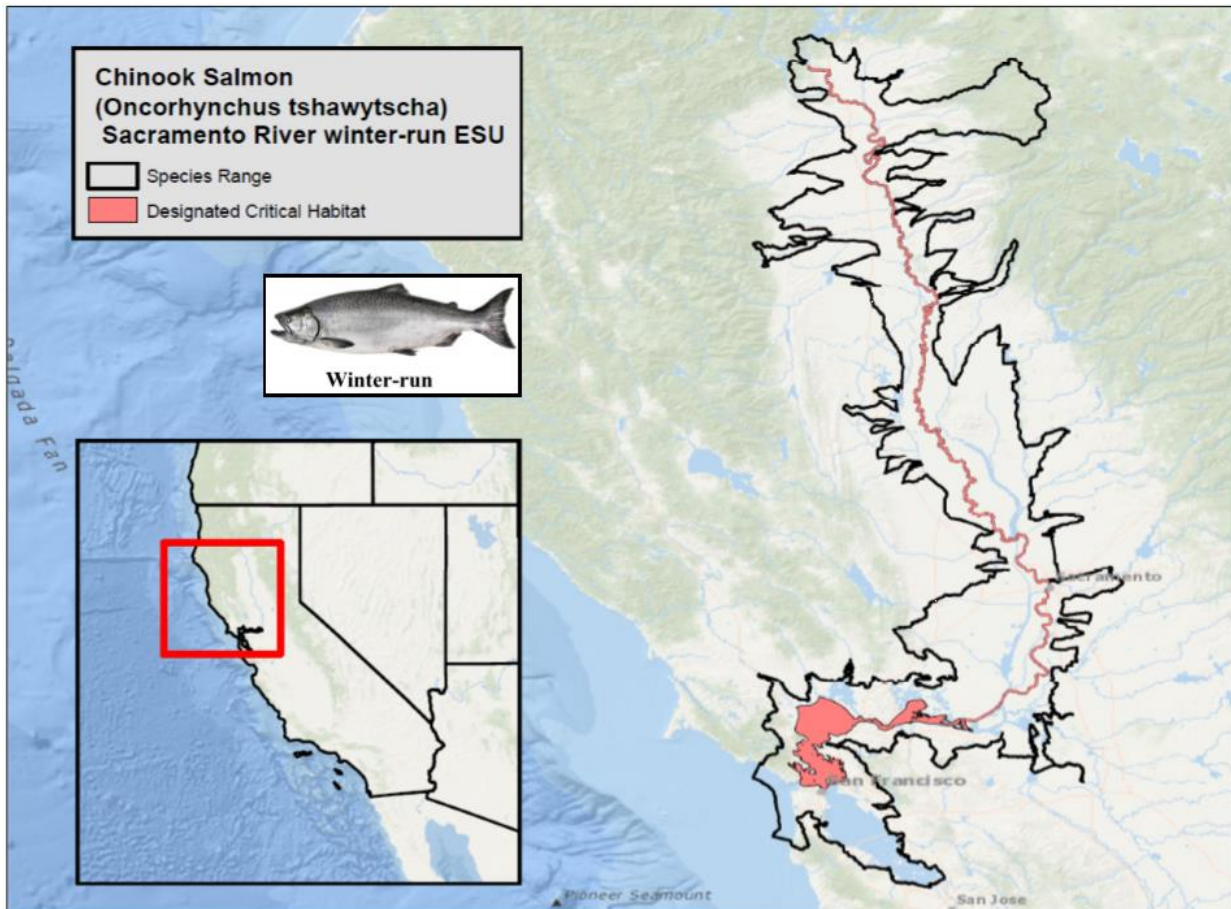 Chinook Salmon
(Oncorhynchus tshawytscha)
Sacramento River winter-run ESU
Species Range
Designated Critical Habitat
Winter-run
Delgada Fan
Sacramento
San Francisco
Pioneer Seamount
San Jose